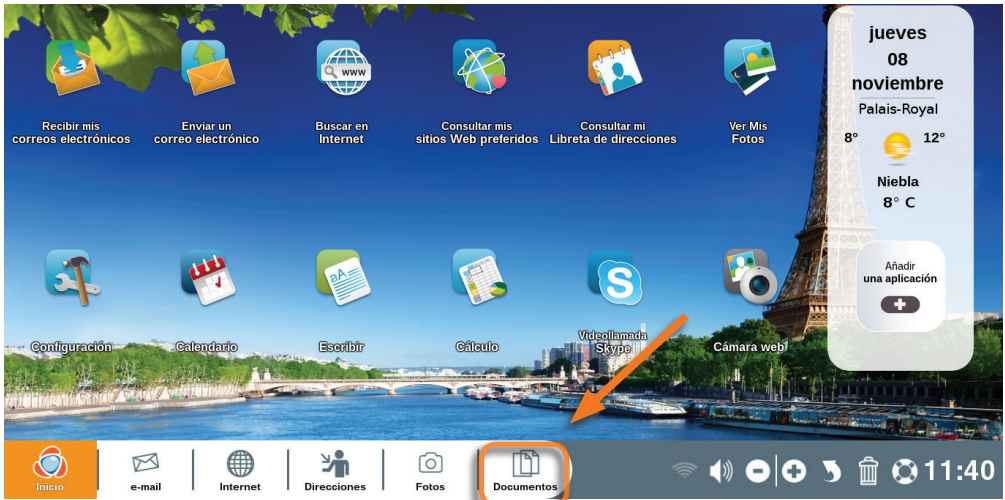 Recibir mis
correos electrónicos
Enviar un
correo electrónico
www
Buscar en
Internet
Consultar mis
sitios Web preferidos
Consultar mi
Libreta de direcciones
Ver Mis
Fotos
jueves
08
noviembre
Palais-Royal
8° 12°
Niebla
8° C
Añadir
una aplicación
Configuración
Calendario
aA
Escribir
Cálculo
S
Videollamada
Skype
Cámara web
Inicio
e-mail
Internet
Direcciones
Fotos
Documentos
11:40